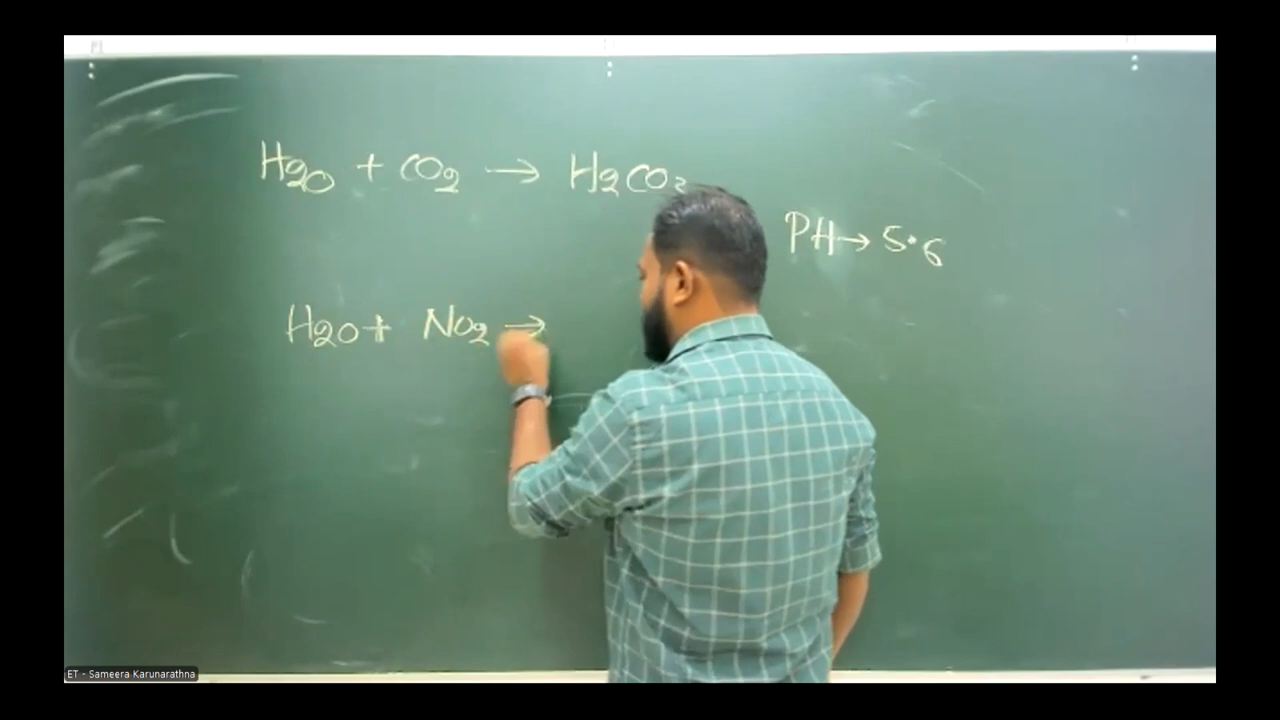 H2O + CO2 → H2CO3
PH → 5.6
H2O + NO2 →
ET - Sameera Karunarathna